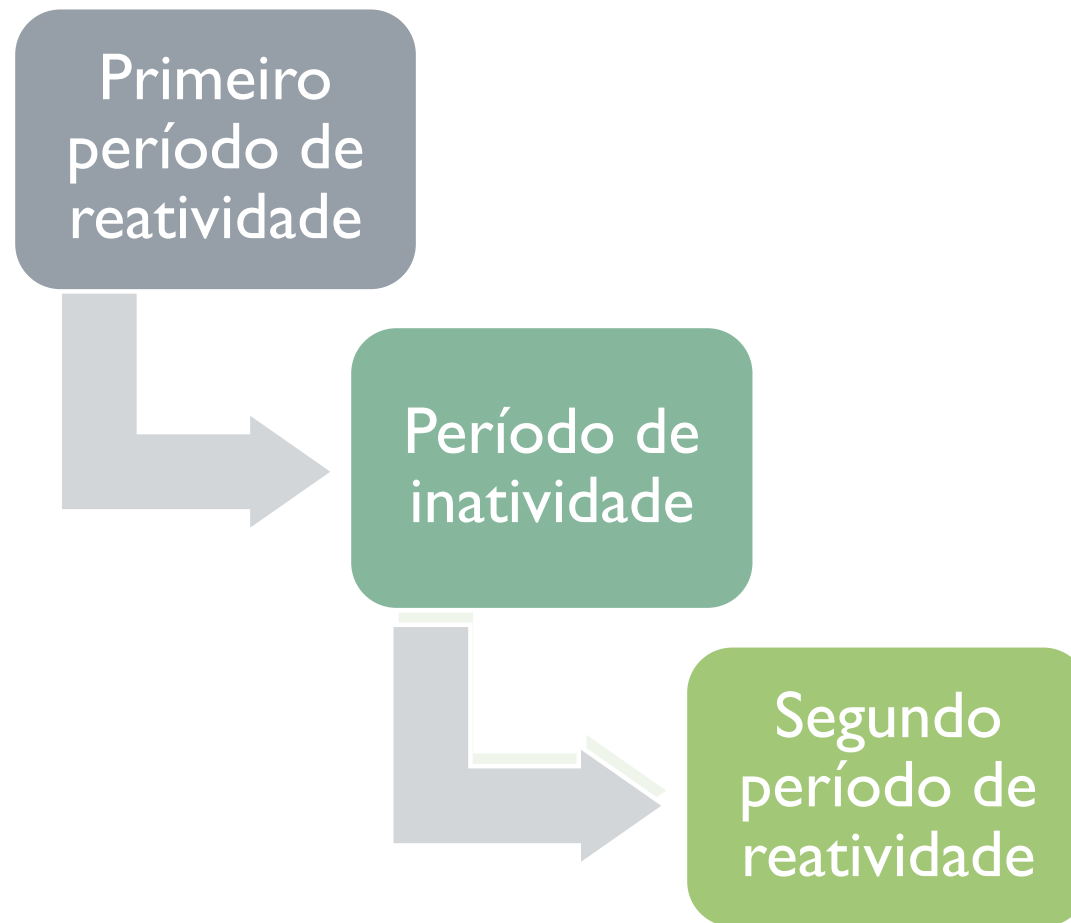 Primeiro
período de
reatividade
Período de
inatividade
Segundo
período de
reatividade